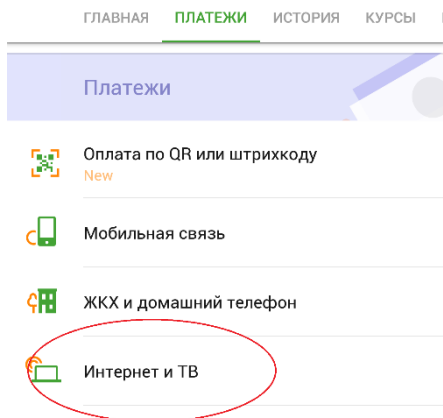 ГЛАВНАЯ ПЛАТЕЖИ ИСТОРИЯ КУРСЫ
Платежи
Оплата по QR или штрихкоду
New
Мобильная связь
ЖКХ и домашний телефон
Интернет и ТВ